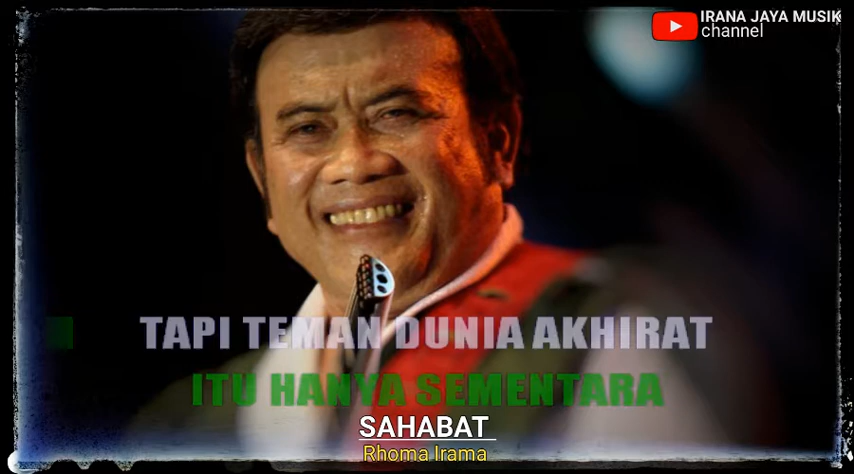 IRANA JAYA MUSIK
channel
TAPI TEMAN DUNIA AKHIRAT
ITU HANYA SEMENTARA
SAHABAT
Rhoma Irama